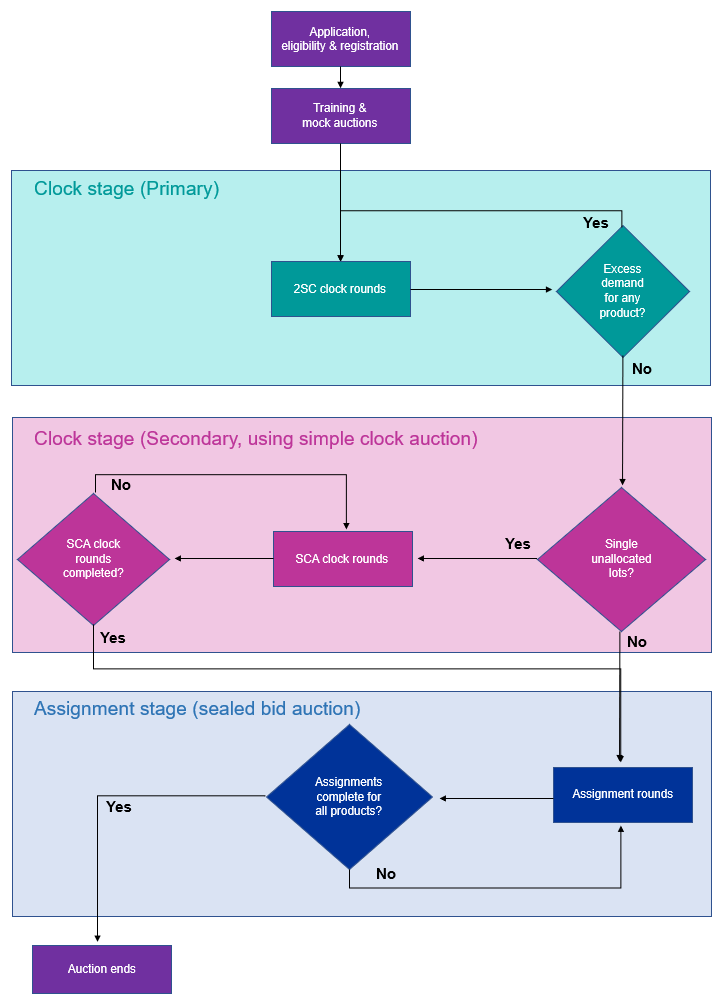 Application,
eligibility & registration
Training &
mock auctions
Clock stage (Primary)
Yes
2SC clock rounds
Excess
demand
for any
product?
No
Clock stage (Secondary, using simple clock auction)
No
SCA clock
rounds
completed?
SCA clock rounds
Yes
Single
unallocated
lots?
Yes
No
Assignment stage (sealed bid auction)
Assignments
complete for
all products?
Assignment rounds
Yes
No
Auction ends